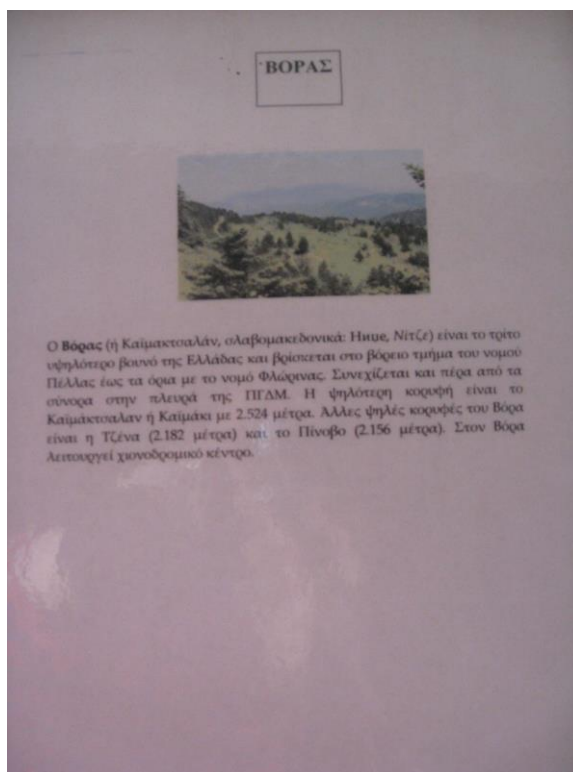 ΒΟΡΑΣ
Ο Βόρας (ή Καϊμακτσαλάν, σλαβομακεδονικά: Ниџе, Νίτζε) είναι το τρίτο
υψηλότερο βουνό της Ελλάδας και βρίσκεται στο βόρειο τμήμα του νομού
Πέλλας έως τα όρια με το νομό Φλώρινας. Συνεχίζεται και πέρα από τα
σύνορα στην πλευρά της ΠΓΔΜ. Η ψηλότερη κορυφή είναι το
Καϊμάκτσαλαν ή Καϊμάκι με 2.524 μέτρα. Άλλες ψηλές κορυφές του Βόρα
είναι η Τζένα (2.182 μέτρα) και το Πίνοβο (2.156 μέτρα). Στον Βόρα
λειτουργεί χιονοδρομικό κέντρο.